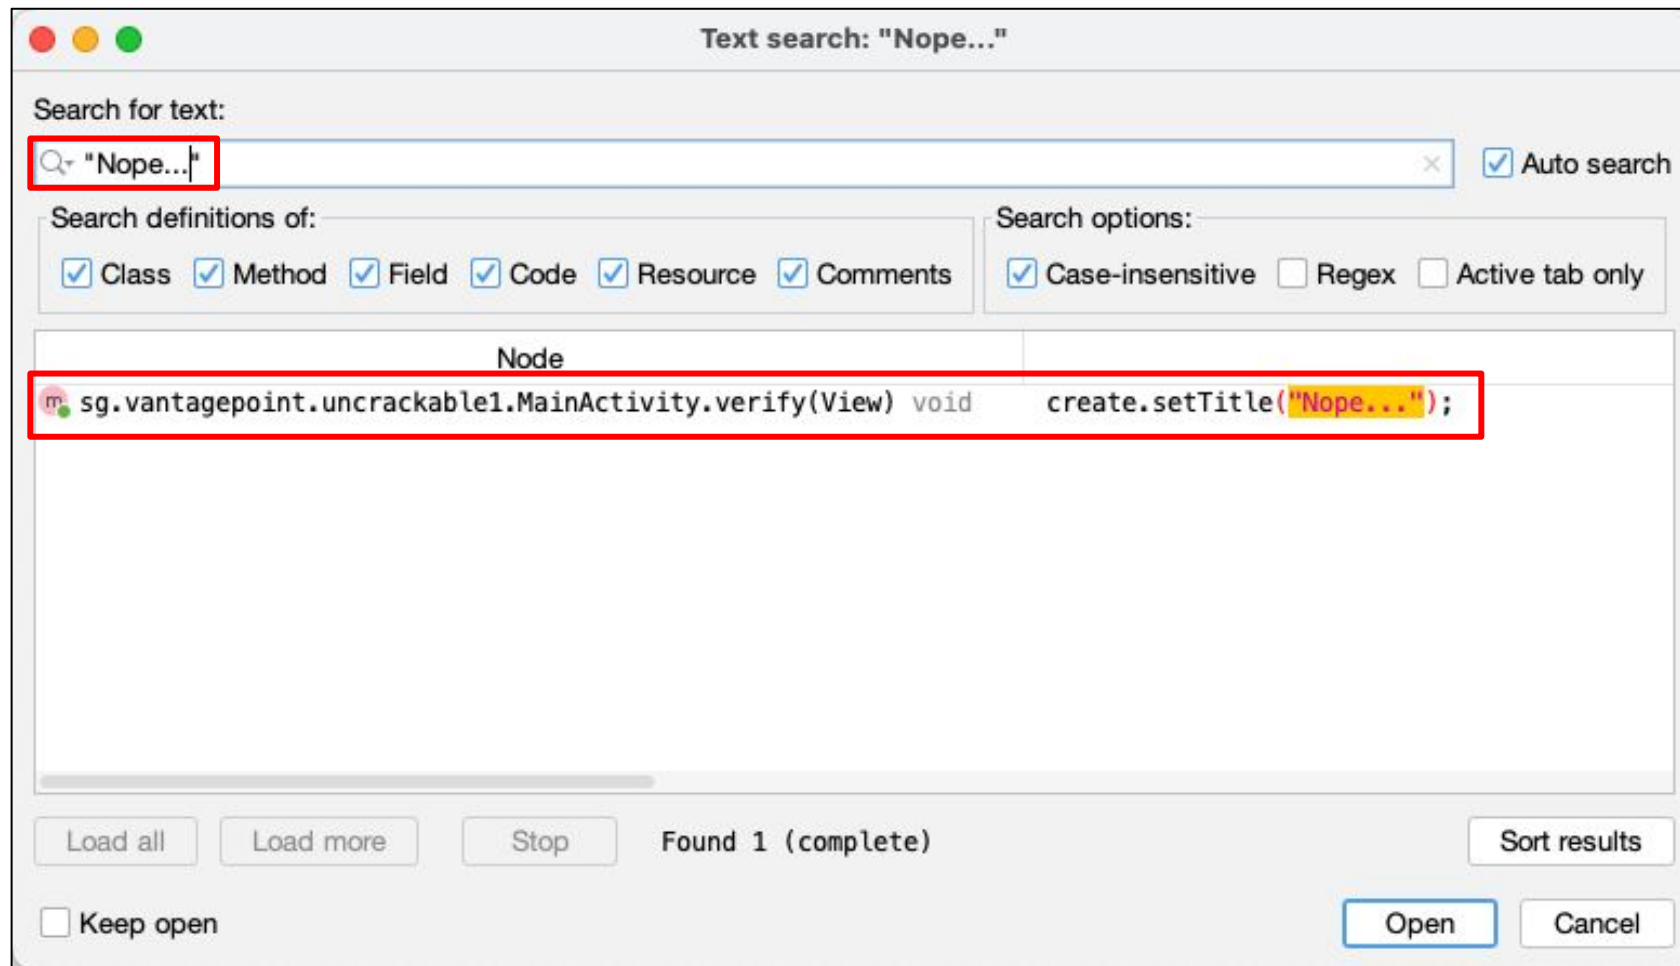 Text search: "Nope..."
Search for text:
"Nope..."
Auto search
Search definitions of:
Search options:
Class Method Field Code Resource Comments
Case-insensitive Regex Active tab only
Node
m sg.vantagepoint.uncrackable1.MainActivity.verify(View) void create.setTitle("Nope...");
Load all Load more Stop Found 1 (complete) Sort results
Keep open Open Cancel